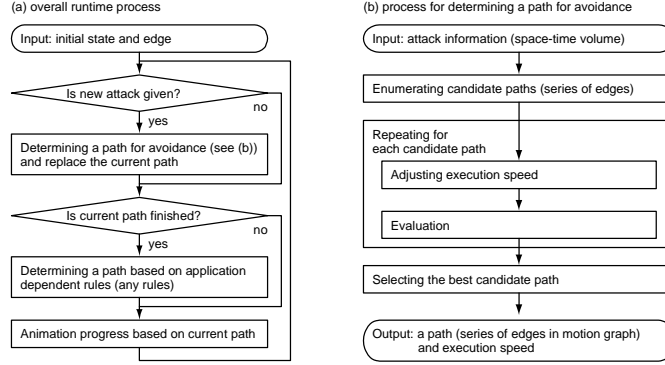 (a) overall runtime process
Input: initial state and edge
Is new attack given?
no
yes
Determining a path for avoidance (see (b))
and replace the current path
Is current path finished?
no
yes
Determining a path based on application
dependent rules (any rules)
Animation progress based on current path
(b) process for determining a path for avoidance
Input: attack information (space-time volume)
Enumerating candidate paths (series of edges)
Repeating for
each candidate path
Adjusting execution speed
Evaluation
Selecting the best candidate path
Output: a path (series of edges in motion graph)
and execution speed